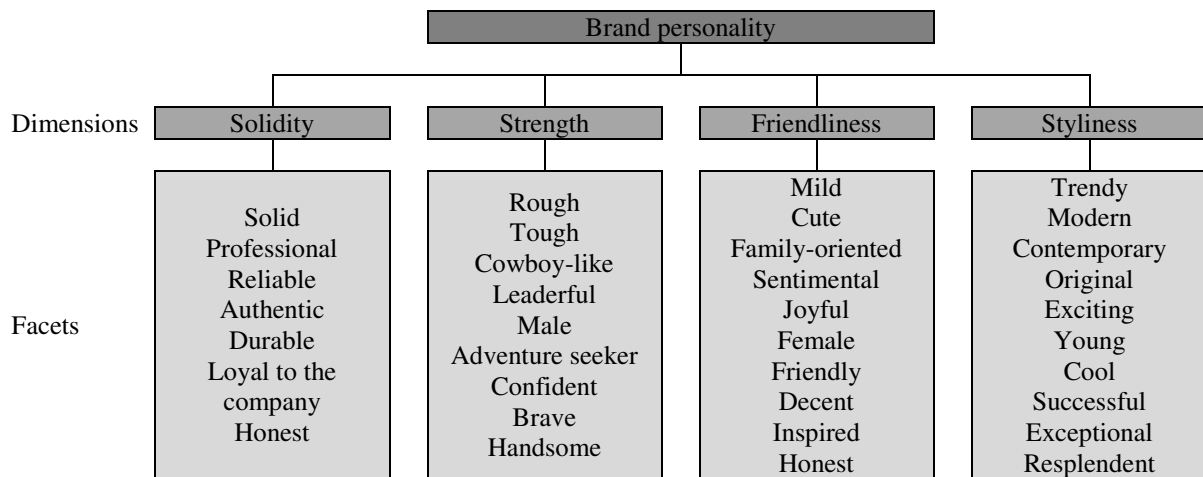 Brand personality
Dimensions
Solidity
Strength
Friendliness
Styliness
Facets
Solid
Professional
Reliable
Authentic
Durable
Loyal to the
company
Honest
Rough
Tough
Cowboy-like
Leaderful
Male
Adventure seeker
Confident
Brave
Handsome
Mild
Cute
Family-oriented
Sentimental
Joyful
Female
Friendly
Decent
Inspired
Honest
Trendy
Modern
Contemporary
Original
Exciting
Young
Cool
Successful
Exceptional
Resplendent